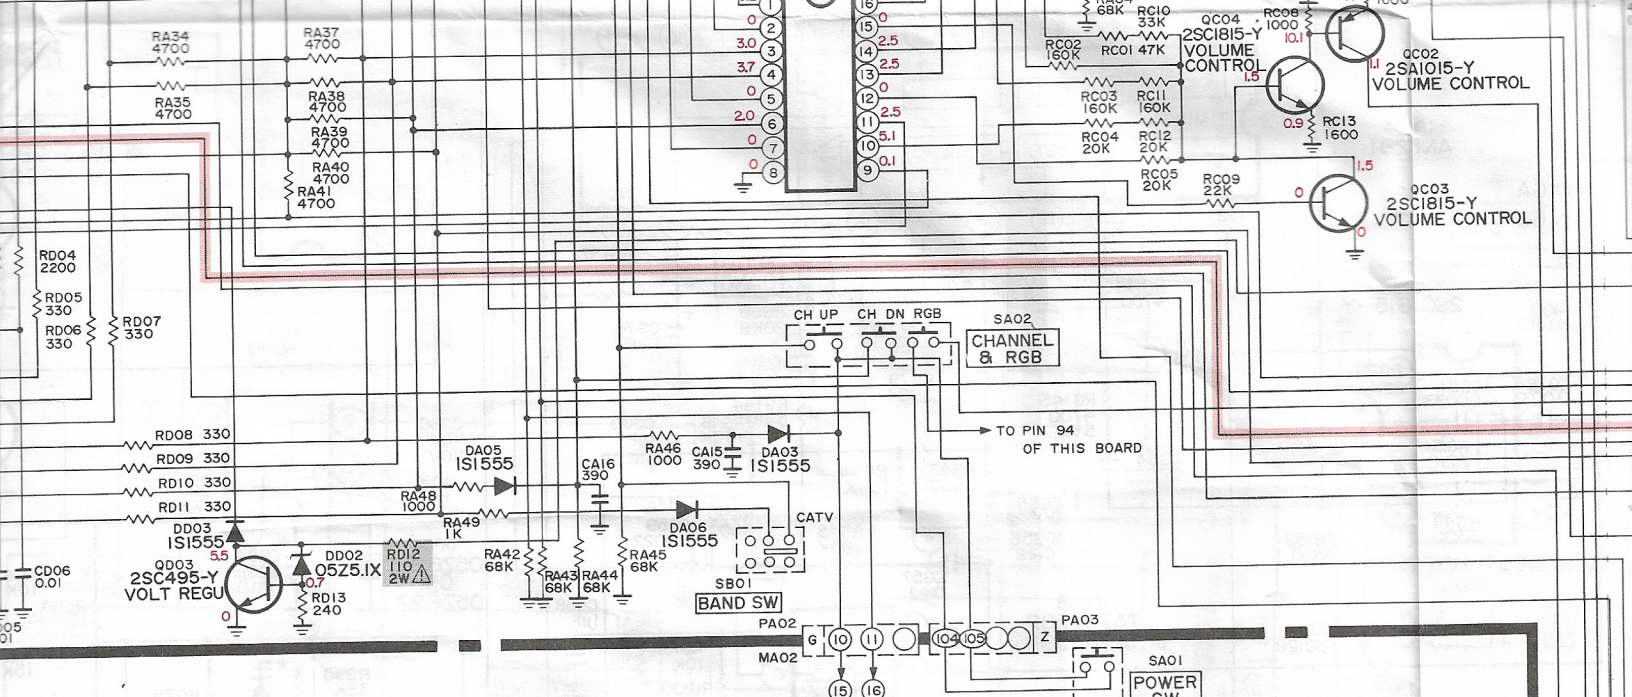 RA34
4700
RA37
4700
RA35
4700
RA38
4700
RA39
4700
RA40
4700
RA41
4700
1
2
3
4
5
6
7
8
0
3.0
3.7
0
2.0
0
0
16
15
14
13
12
11
10
9
0
2.5
2.5
0
2.5
5.1
0.1
68K
RC10
33K
RC02
160K
RC01 47K
RC03
160K
RC11
160K
RC04
20K
RC12
20K
RC05
20K
RC09
22K
QC04
2SC1815-Y
VOLUME
CONTROL
RC08
1000
10.1
1.1
1.5
0.9
QC02
2SA1015-Y
VOLUME CONTROL
RC13
1600
1.5
0
0
QC03
2SC1815-Y
VOLUME CONTROL
RD04
2200
RD05
330
RD06
330
RD07
330
CH UP
CH DN
RGB
SA02
CHANNEL
& RGB
TO PIN 94
OF THIS BOARD
RD08 330
RD09 330
RD10 330
RD11 330
DA05
1S1555
RA48
1000
RA49
1K
CA16
390
RA46
1000
CA15
390
DA03
1S1555
DA06
1S1555
CATV
DD03
1S1555
5.5
QD03
2SC495-Y
VOLT REGU
0
DD02
05Z5.1X
0.7
RD13
240
RD12
110
2W
CD06
0.01
RA42
68K
RA43
68K
RA44
68K
RA45
68K
SB01
BAND SW
PA02
MA02
G
10
11
104
105
Z
PA03
15
16
SA01
POWER